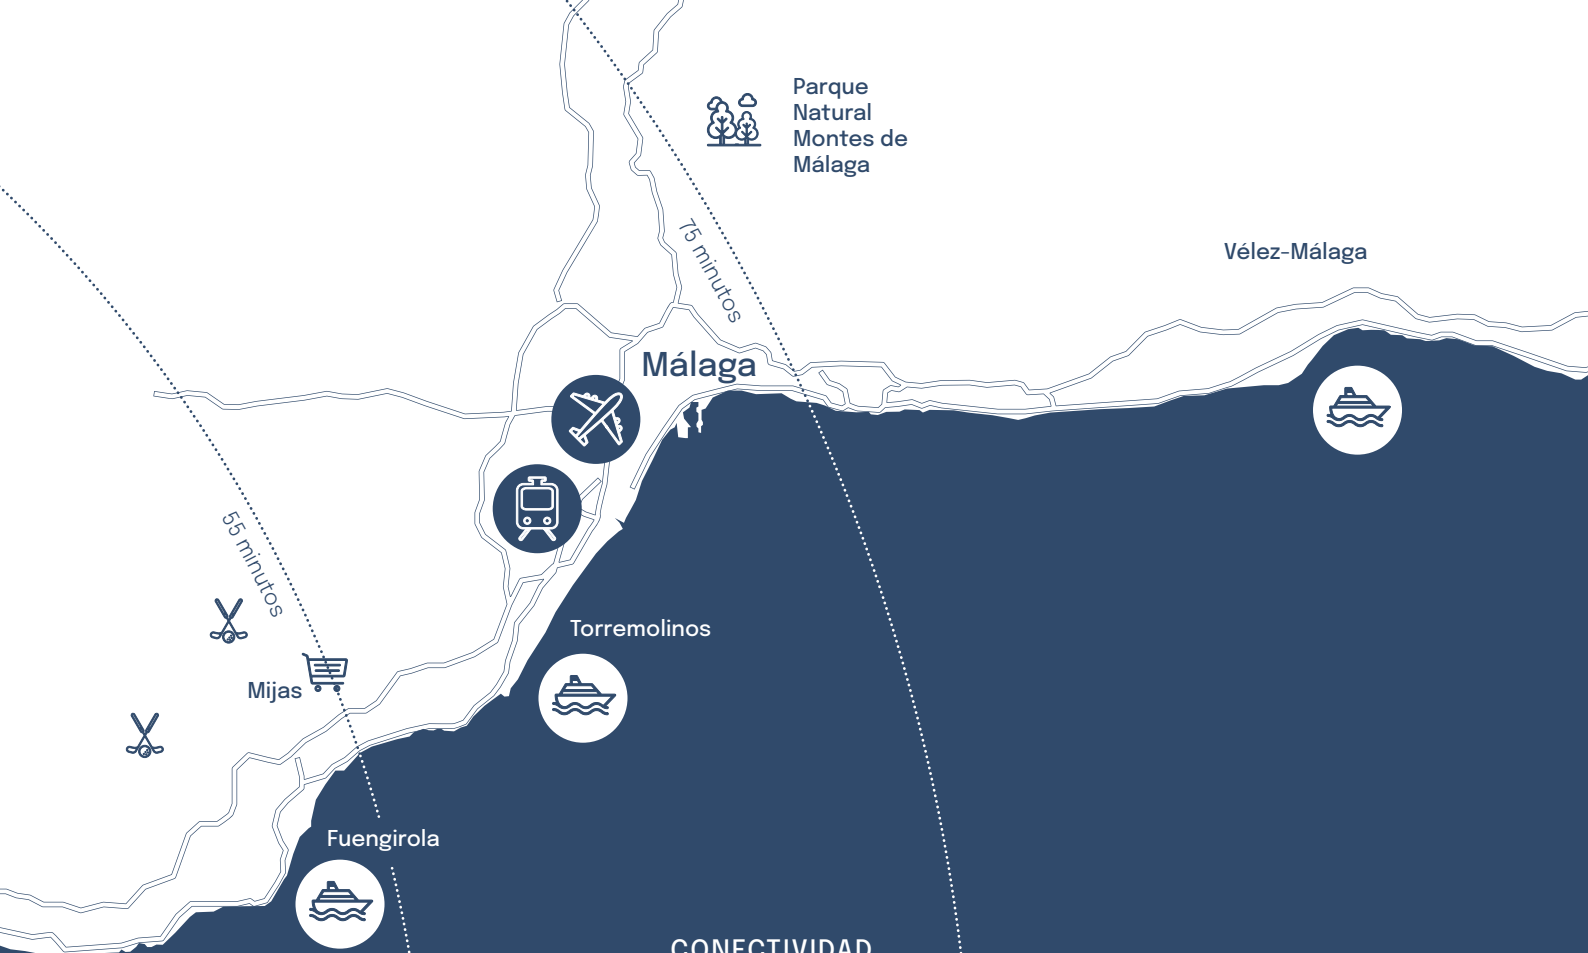 Parque
Natural
Montes de
Málaga
75 minutos
Vélez-Málaga
Málaga
55 minutos
Torremolinos
Mijas
Fuengirola
CONECTIVIDAD